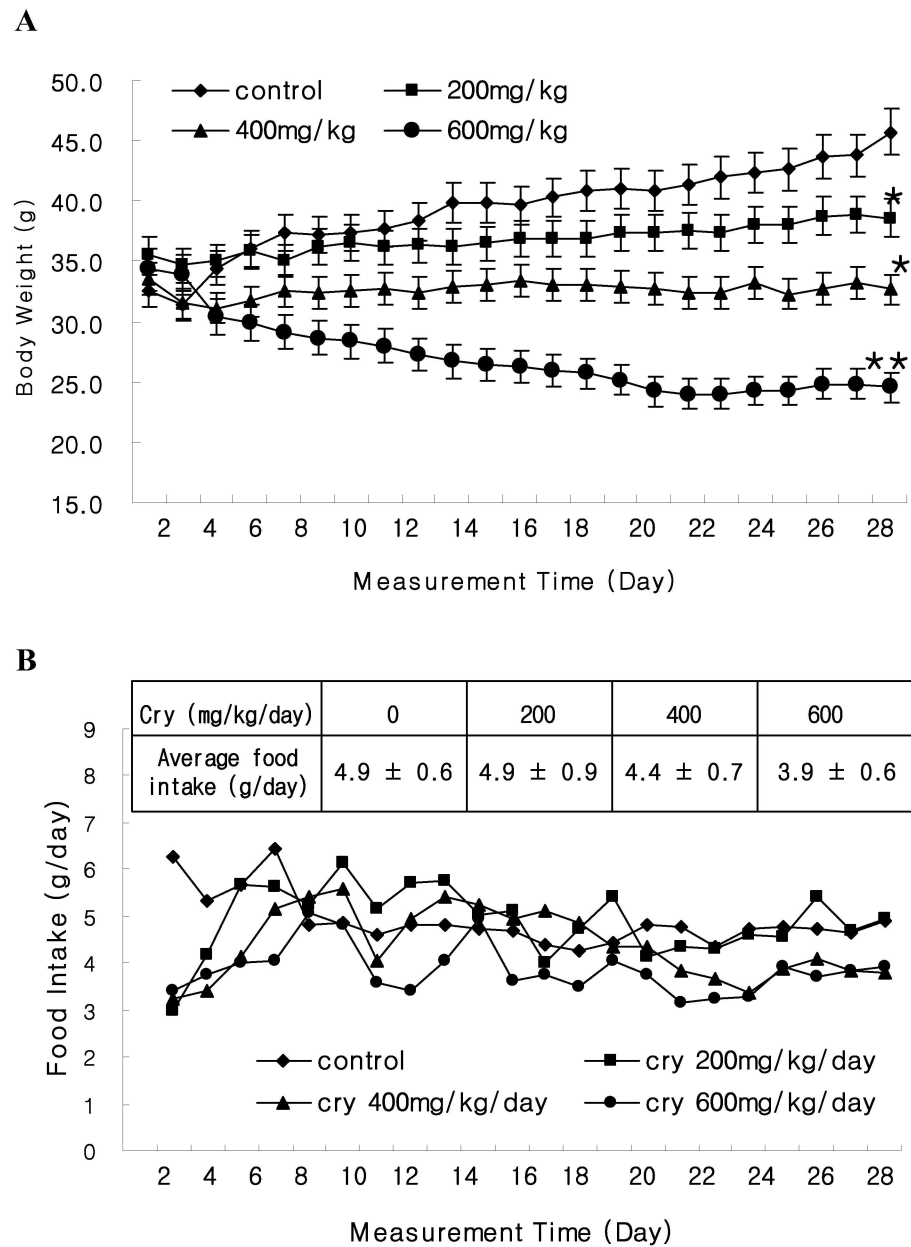 A
50.0
45.0
40.0
35.0
30.0
25.0
20.0
15.0
Body Weight (g)
control
200mg/kg
400mg/kg
600mg/kg
*
*
**
2 4 6 8 10 12 14 16 18 20 22 24 26 28
Measurement Time (Day)
B
Cry (mg/kg/day) 0 200 400 600
Average food
intake (g/day) 4.9 ± 0.6 4.9 ± 0.9 4.4 ± 0.7 3.9 ± 0.6
9
8
7
6
5
4
3
2
1
0
Food Intake (g/day)
control
cry 200mg/kg/day
cry 400mg/kg/day
cry 600mg/kg/day
2 4 6 8 10 12 14 16 18 20 22 24 26 28
Measurement Time (Day)